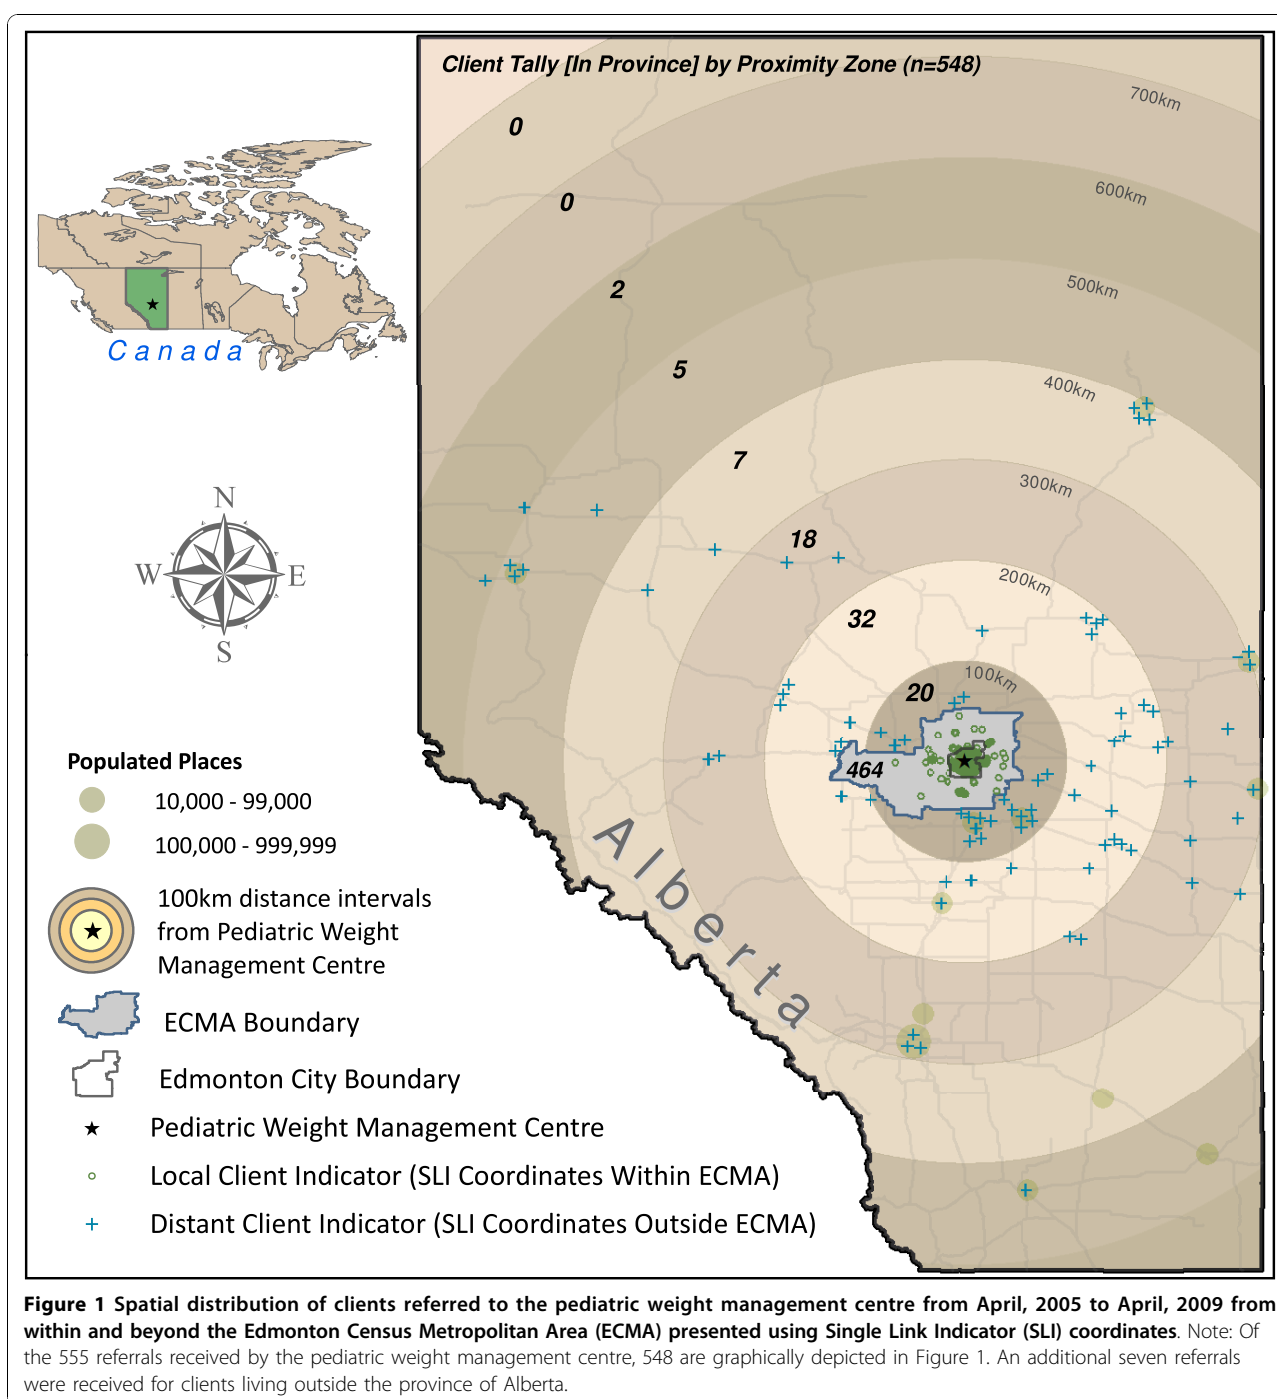 Client Tally [In Province] by Proximity Zone (n=548)
700km
0
600km
0
500km
2
400km
5
300km
7
200km
18
100km
32
20
464
Canada
N
W
E
S
Alberta
Populated Places
10,000 - 99,000
100,000 - 999,999
100km distance intervals
from Pediatric Weight
Management Centre
ECMA Boundary
Edmonton City Boundary
Pediatric Weight Management Centre
Local Client Indicator (SLI Coordinates Within ECMA)
Distant Client Indicator (SLI Coordinates Outside ECMA)
Figure 1 Spatial distribution of clients referred to the pediatric weight management centre from April, 2005 to April, 2009 from
within and beyond the Edmonton Census Metropolitan Area (ECMA) presented using Single Link Indicator (SLI) coordinates. Note: Of
the 555 referrals received by the pediatric weight management centre, 548 are graphically depicted in Figure 1. An additional seven referrals
were received for clients living outside the province of Alberta.